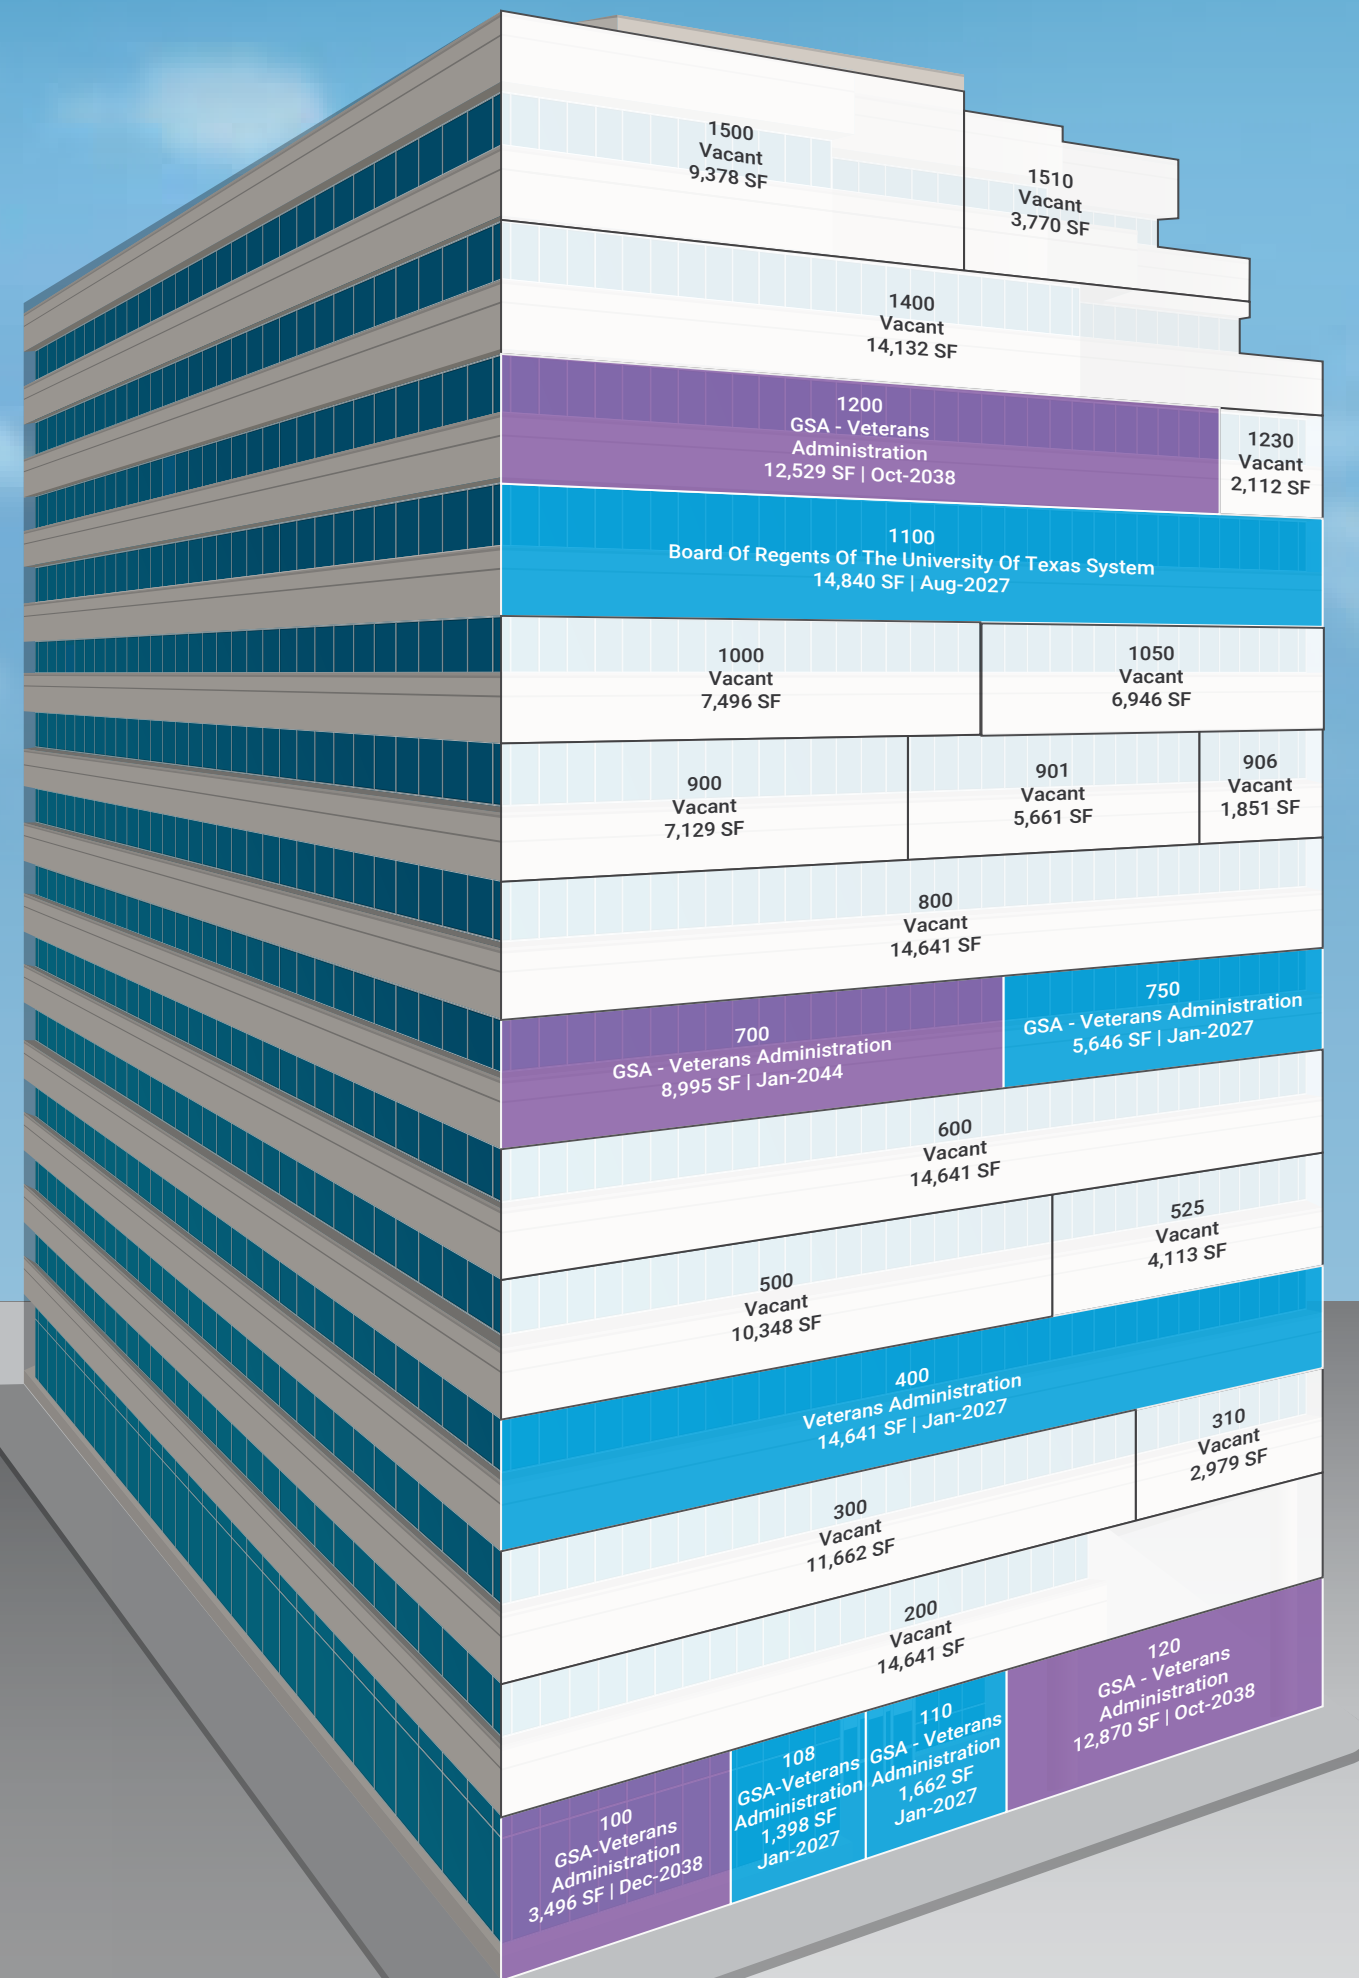 1500
Vacant
9,378 SF
1510
Vacant
3,770 SF
1400
Vacant
14,132 SF
1200
GSA - Veterans
Administration
12,529 SF | Oct-2038
1230
Vacant
2,112 SF
1100
Board Of Regents Of The University Of Texas System
14,840 SF | Aug-2027
1000
Vacant
7,496 SF
1050
Vacant
6,946 SF
900
Vacant
7,129 SF
901
Vacant
5,661 SF
906
Vacant
1,851 SF
800
Vacant
14,641 SF
700
GSA - Veterans Administration
8,995 SF | Jan-2044
750
GSA - Veterans Administration
5,646 SF | Jan-2027
600
Vacant
14,641 SF
500
Vacant
10,348 SF
525
Vacant
4,113 SF
400
Veterans Administration
14,641 SF | Jan-2027
300
Vacant
11,662 SF
310
Vacant
2,979 SF
200
Vacant
14,641 SF
100
GSA-Veterans
Administration
3,496 SF | Dec-2038
108
GSA-Veterans
Administration
1,398 SF
Jan-2027
110
GSA - Veterans
Administration
1,662 SF
Jan-2027
120
GSA - Veterans
Administration
12,870 SF | Oct-2038